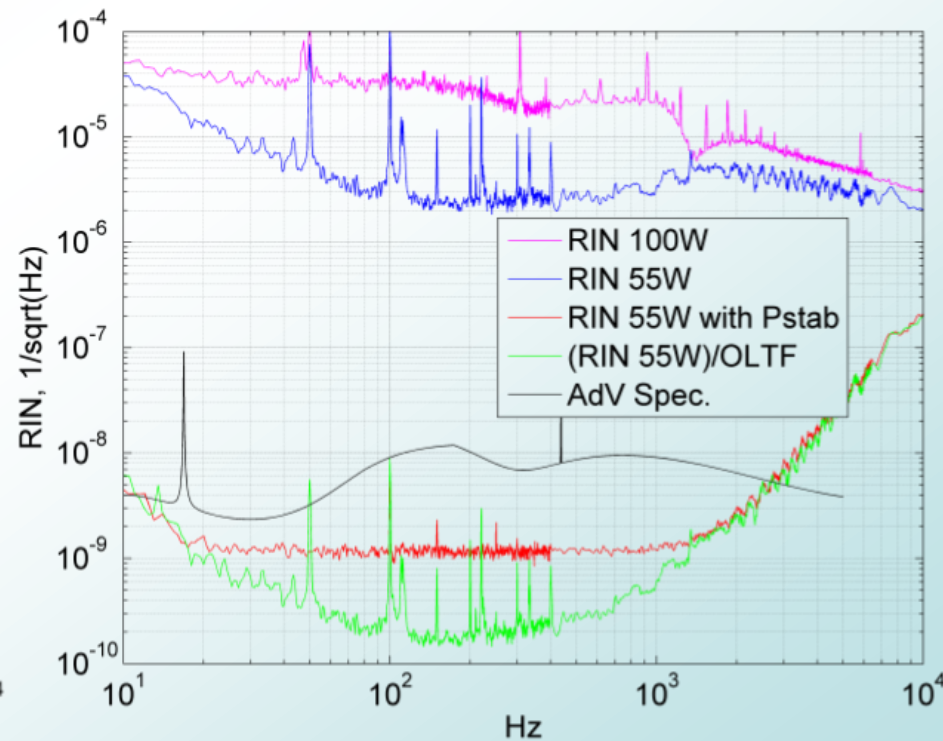 10^-4
10^-5
10^-6
10^-7
10^-8
10^-9
10^-10
RIN, 1/sqrt(Hz)
RIN 100W
RIN 55W
RIN 55W with Pstab
(RIN 55W)/OLTF
AdV Spec.
4
10^1
10^2
10^3
10^4
Hz